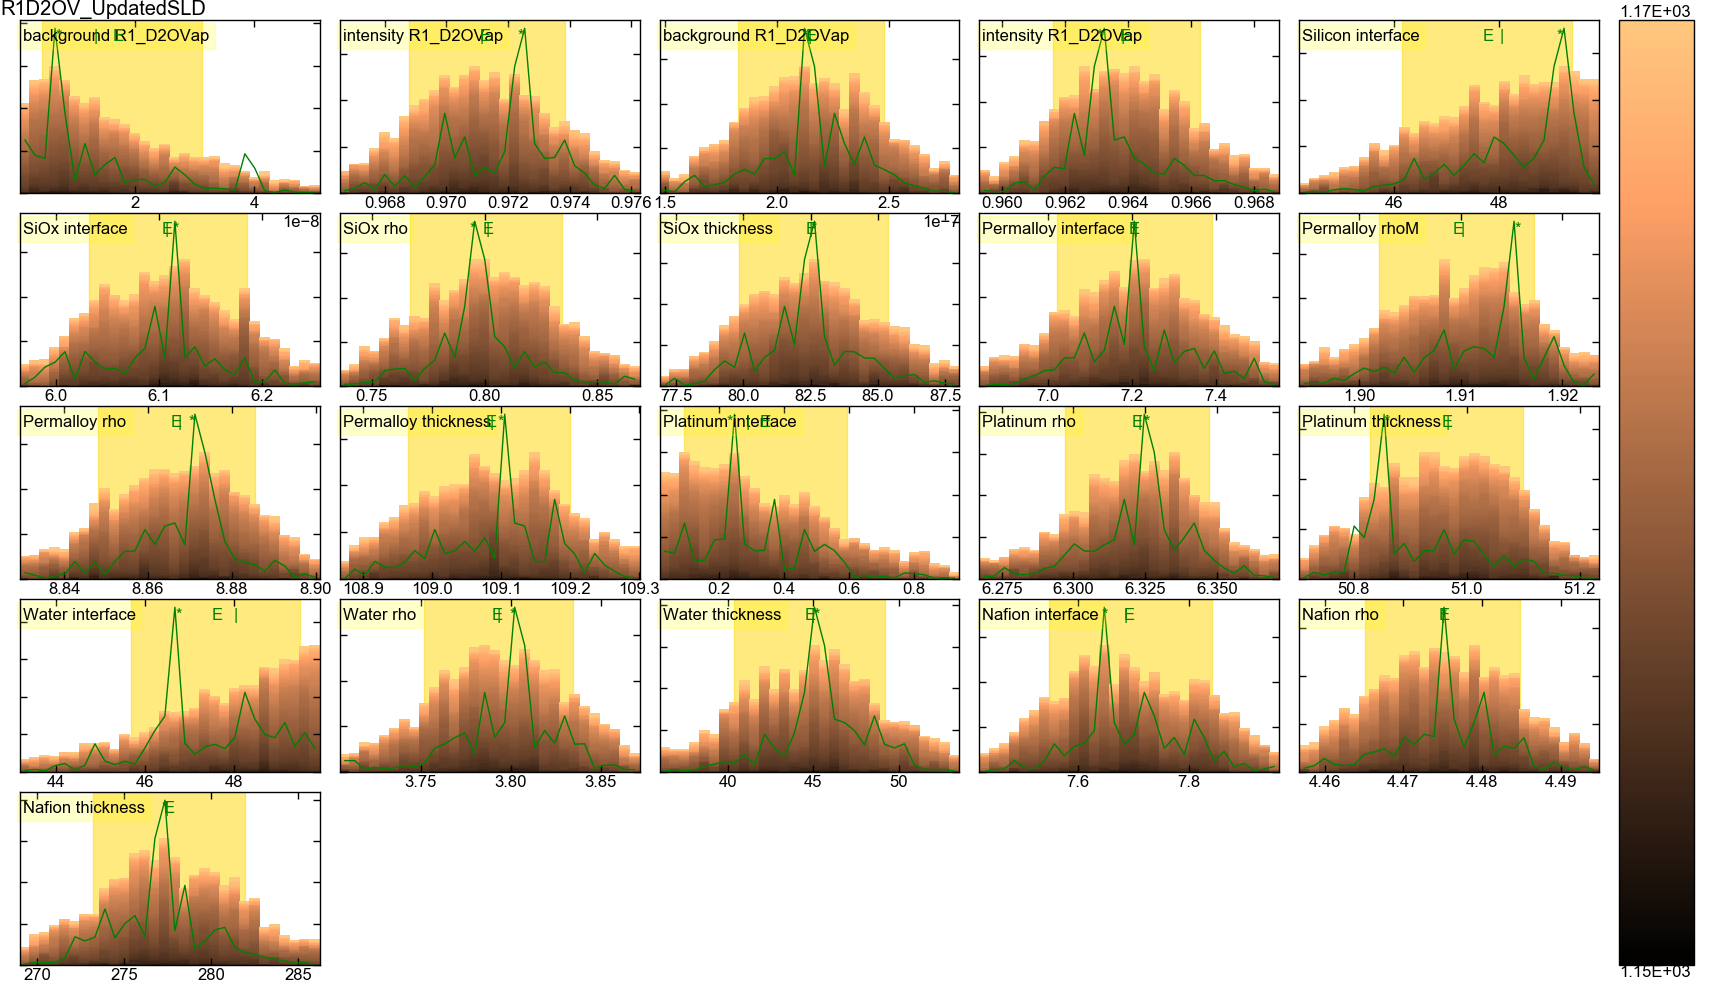 R1D2OV_UpdatedSLD
1.17E+03
background R1_D2OVap
intensity R1_D2OVap
background R1_D2OVap
intensity R1_D2OVap
Silicon interface
2 4
0.968 0.970 0.972 0.974 0.976
1.5 2.0 2.5
0.960 0.962 0.964 0.966 0.968
46 48
1e−8
1e−7
SiOx interface
SiOx rho
SiOx thickness
Permalloy interface
Permalloy rhoM
6.0 6.1 6.2
0.75 0.80 0.85
77.5 80.0 82.5 85.0 87.5
7.0 7.2 7.4
1.90 1.91 1.92
Permalloy rho
Permalloy thickness
Platinum interface
Platinum rho
Platinum thickness
8.84 8.86 8.88 8.90
108.9 109.0 109.1 109.2 109.3
0.2 0.4 0.6 0.8
6.275 6.300 6.325 6.350
50.8 51.0 51.2
Water interface
Water rho
Water thickness
Nafion interface
Nafion rho
44 46 48
3.75 3.80 3.85
40 45 50
7.6 7.8
4.46 4.47 4.48 4.49
Nafion thickness
270 275 280 285
1.15E+03